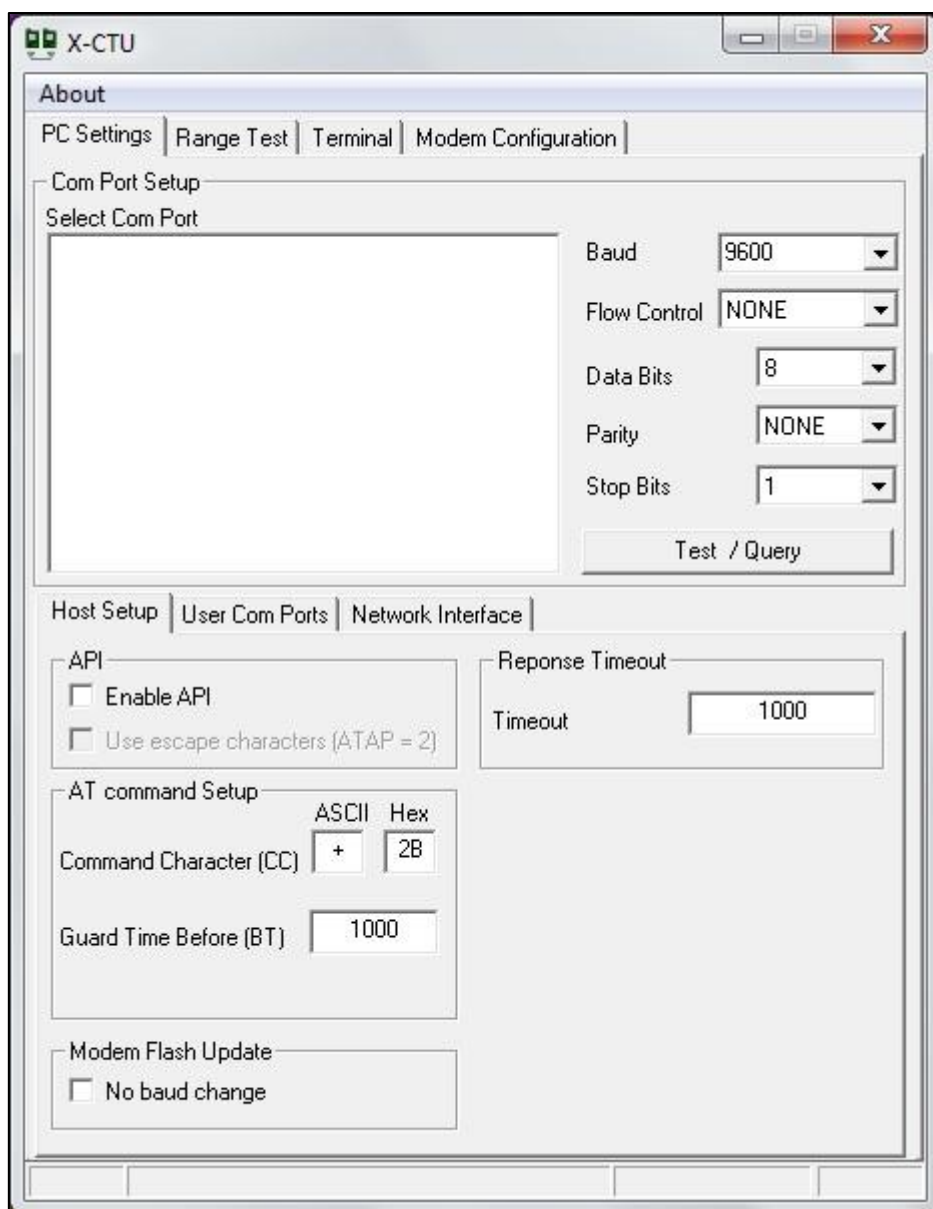 X-CTU
About
PC Settings Range Test Terminal Modem Configuration
Com Port Setup
Select Com Port
Baud 9600
Flow Control NONE
Data Bits 8
Parity NONE
Stop Bits 1
Test / Query
Host Setup User Com Ports Network Interface
API
Enable API
Use escape characters (ATAP = 2)
Reponse Timeout
Timeout 1000
AT command Setup
ASCII Hex
Command Character (CC) + 2B
Guard Time Before (BT) 1000
Modem Flash Update
No baud change